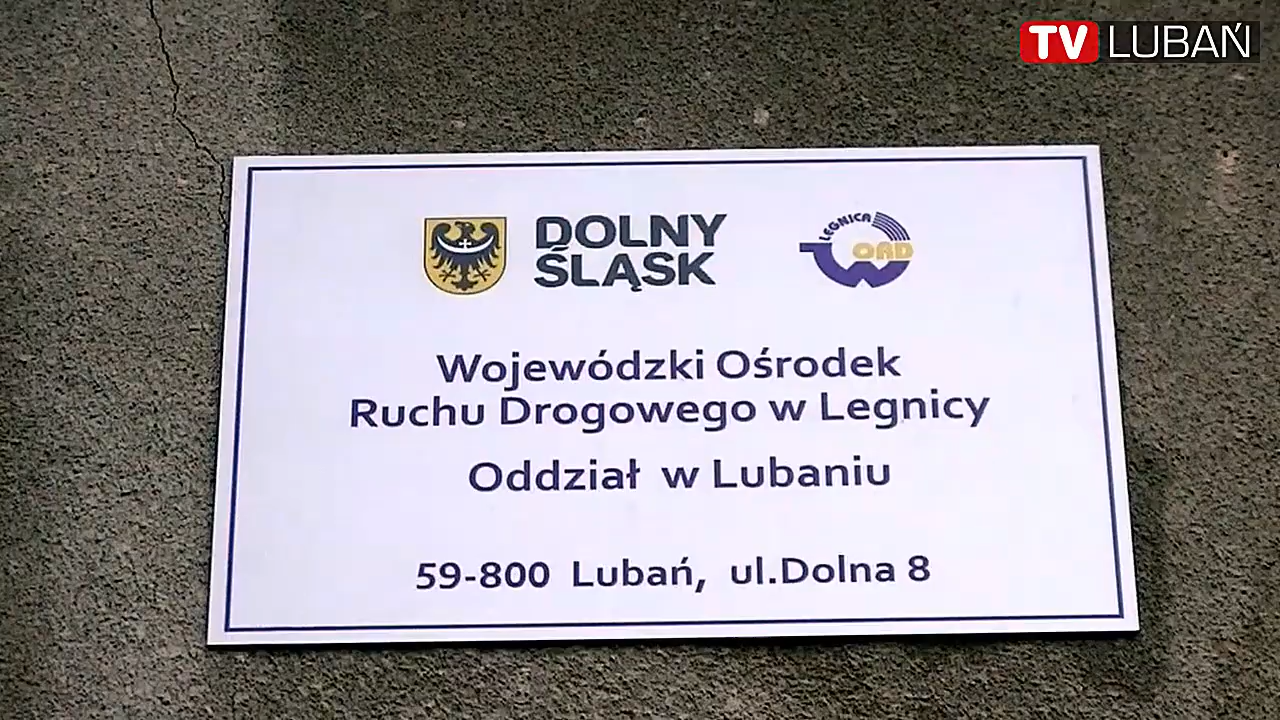 TV LUBAŃ
DOLNY
ŚLĄSK
LEGNICA
WORD
Wojewódzki Ośrodek
Ruchu Drogowego w Legnicy
Oddział w Lubaniu
59-800 Lubań, ul.Dolna 8